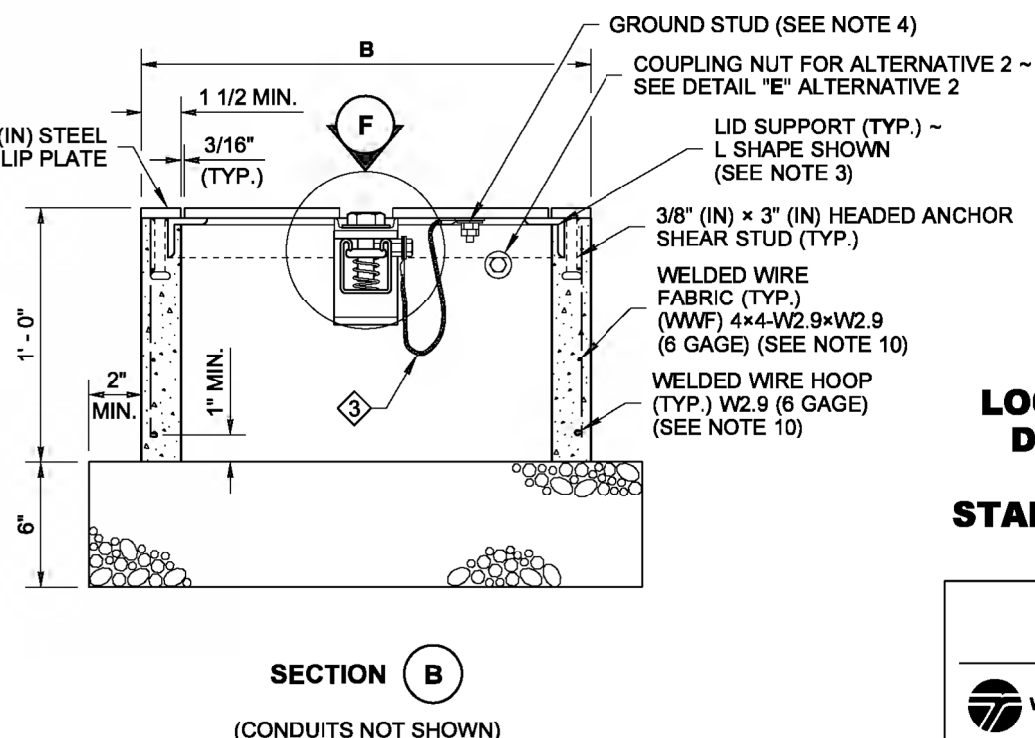 GROUND STUD (SEE NOTE 4)
B
COUPLING NUT FOR ALTERNATIVE 2 ~
SEE DETAIL "E" ALTERNATIVE 2
1 1/2 MIN.
F
LID SUPPORT (TYP.) ~
L SHAPE SHOWN
(SEE NOTE 3)
(IN) STEEL
LIP PLATE
3/16"
(TYP.)
3/8" (IN) × 3" (IN) HEADED ANCHOR
SHEAR STUD (TYP.)
WELDED WIRE
FABRIC (TYP.)
(WWF) 4×4-W2.9×W2.9
(6 GAGE) (SEE NOTE 10)
1' - 0"
2"
MIN.
1" MIN.
3
WELDED WIRE HOOP
(TYP.) W2.9 (6 GAGE)
(SEE NOTE 10)
6"
SECTION B
(CONDUITS NOT SHOWN)